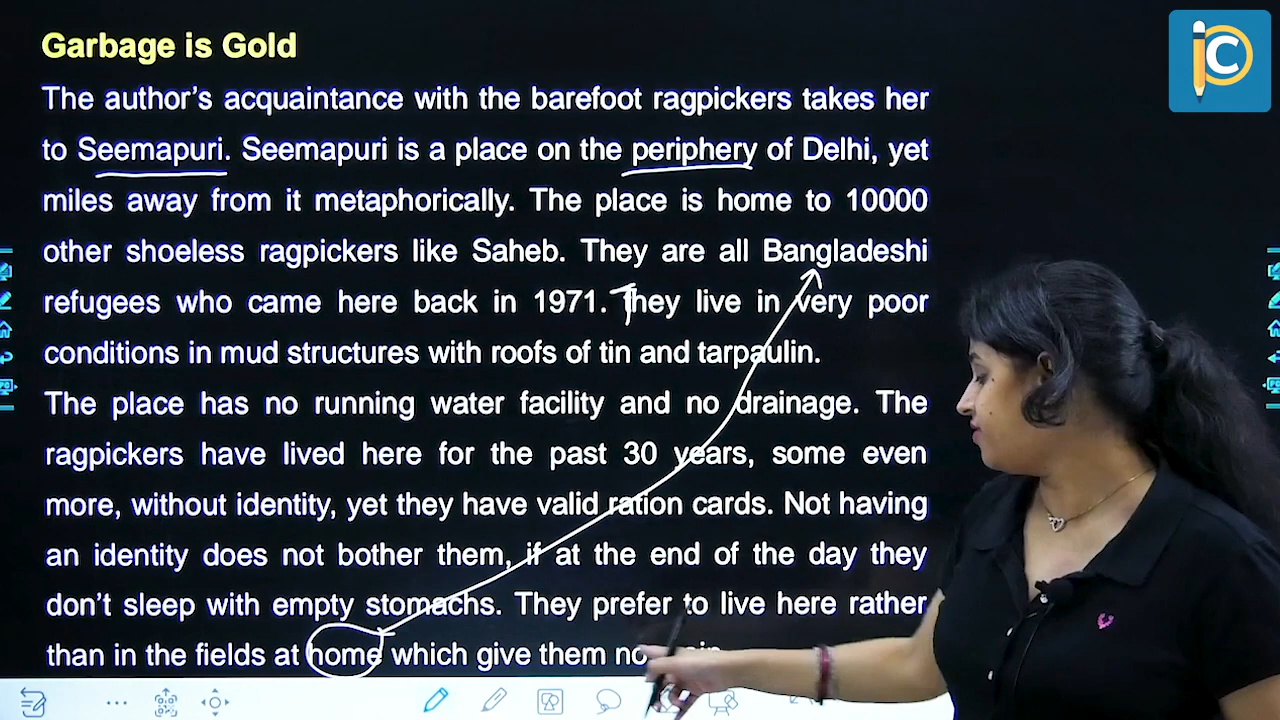 Garbage is Gold
The author's acquaintance with the barefoot ragpickers takes her
to Seemapuri. Seemapuri is a place on the periphery of Delhi, yet
miles away from it metaphorically. The place is home to 10000
other shoeless ragpickers like Saheb. They are all Bangladeshi
refugees who came here back in 1971. They live in very poor
conditions in mud structures with roofs of tin and tarpaulin.
The place has no running water facility and no drainage. The
ragpickers have lived here for the past 30 years, some even
more, without identity, yet they have valid ration cards. Not having
an identity does not bother them, if at the end of the day they
don't sleep with empty stomachs. They prefer to live here rather
than in the fields at home which give them no